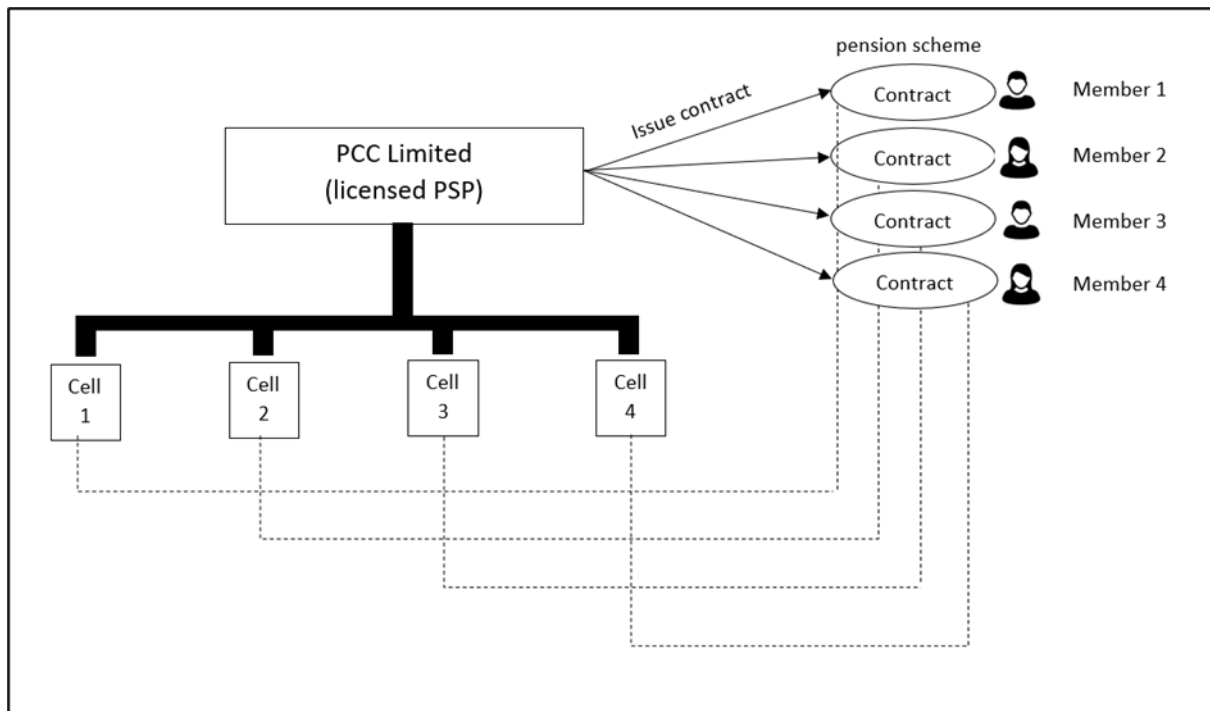 pension scheme
Issue contract
Contract
Member 1
PCC Limited
(licensed PSP)
Contract
Member 2
Contract
Member 3
Contract
Member 4
Cell
1
Cell
2
Cell
3
Cell
4